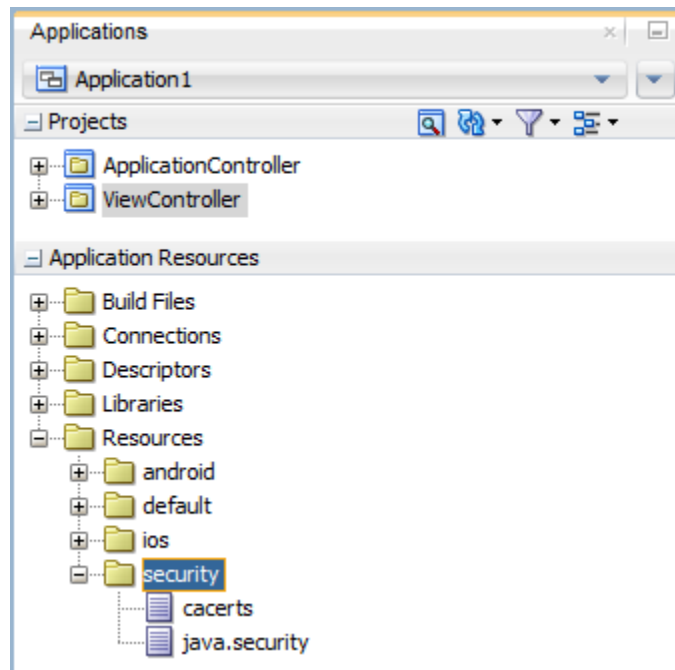 Applications
Application1
Projects
ApplicationController
ViewController
Application Resources
Build Files
Connections
Descriptors
Libraries
Resources
android
default
ios
security
cacerts
java.security